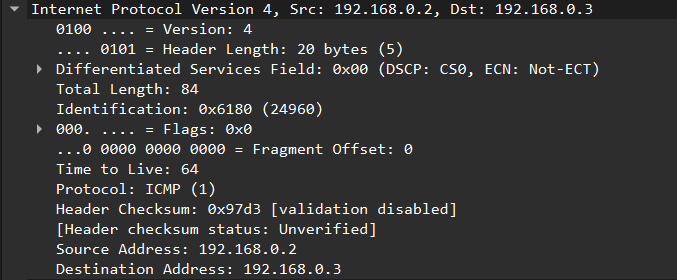 Internet Protocol Version 4, Src: 192.168.0.2, Dst: 192.168.0.3
0100 .... = Version: 4
.... 0101 = Header Length: 20 bytes (5)
Differentiated Services Field: 0x00 (DSCP: CS0, ECN: Not-ECT)
Total Length: 84
Identification: 0x6180 (24960)
000. .... = Flags: 0x0
...0 0000 0000 0000 = Fragment Offset: 0
Time to Live: 64
Protocol: ICMP (1)
Header Checksum: 0x97d3 [validation disabled]
[Header checksum status: Unverified]
Source Address: 192.168.0.2
Destination Address: 192.168.0.3